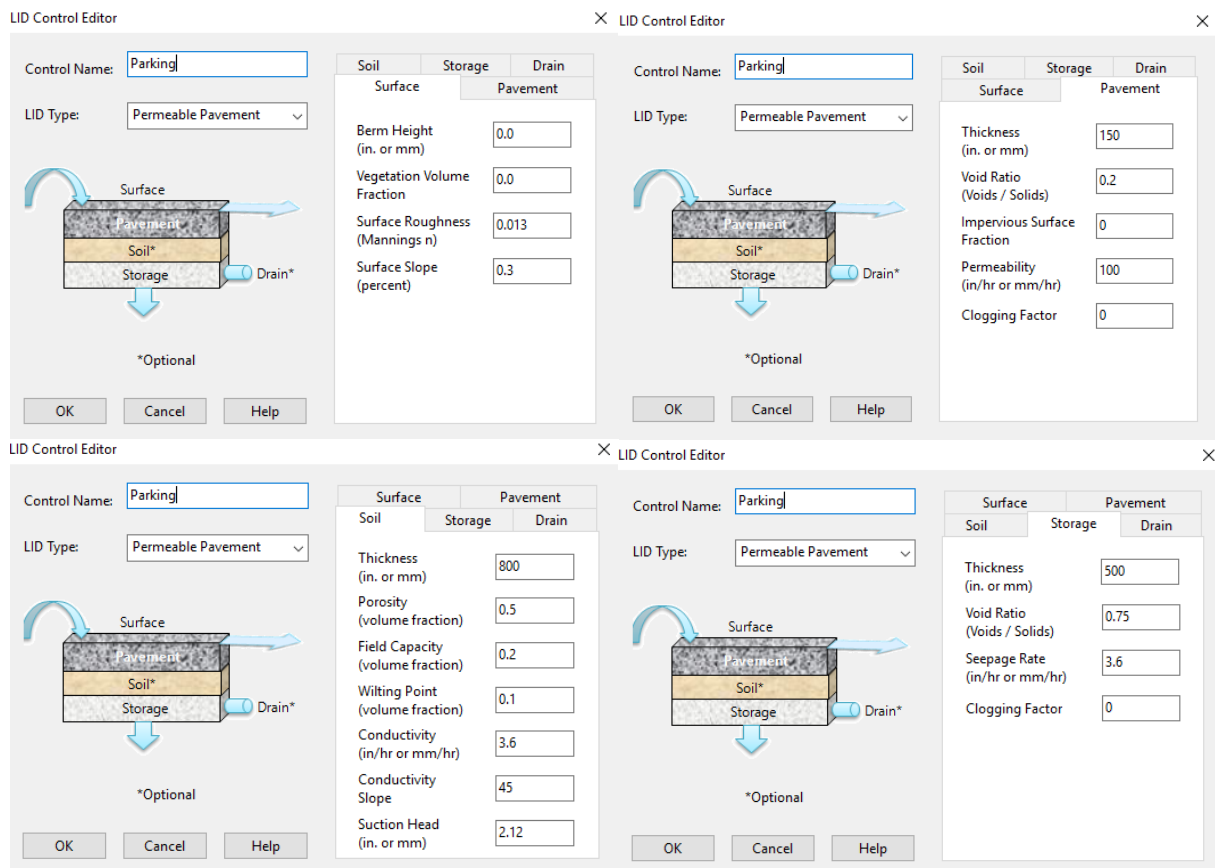 LID Control Editor
Control Name: Parking
LID Type: Permeable Pavement
Surface
Pavement
Soil*
Storage
Drain*
*Optional
OK Cancel Help
Soil Storage Drain
Surface Pavement
Berm Height
(in. or mm) 0.0
Vegetation Volume
Fraction 0.0
Surface Roughness
(Mannings n) 0.013
Surface Slope
(percent) 0.3
LID Control Editor
Control Name: Parking
LID Type: Permeable Pavement
Surface
Pavement
Soil*
Storage
Drain*
*Optional
OK Cancel Help
Soil Storage Drain
Surface Pavement
Thickness
(in. or mm) 150
Void Ratio
(Voids / Solids) 0.2
Impervious Surface
Fraction 0
Permeability
(in/hr or mm/hr) 100
Clogging Factor 0
LID Control Editor
Control Name: Parking
LID Type: Permeable Pavement
Surface
Pavement
Soil*
Storage
Drain*
*Optional
OK Cancel Help
Surface Pavement
Soil Storage Drain
Thickness
(in. or mm) 800
Porosity
(volume fraction) 0.5
Field Capacity
(volume fraction) 0.2
Wilting Point
(volume fraction) 0.1
Conductivity
(in/hr or mm/hr) 3.6
Conductivity
Slope 45
Suction Head
(in. or mm) 2.12
LID Control Editor
Control Name: Parking
LID Type: Permeable Pavement
Surface
Pavement
Soil*
Storage
Drain*
*Optional
OK Cancel Help
Surface Pavement
Soil Storage Drain
Thickness
(in. or mm) 500
Void Ratio
(Voids / Solids) 0.75
Seepage Rate
(in/hr or mm/hr) 3.6
Clogging Factor 0